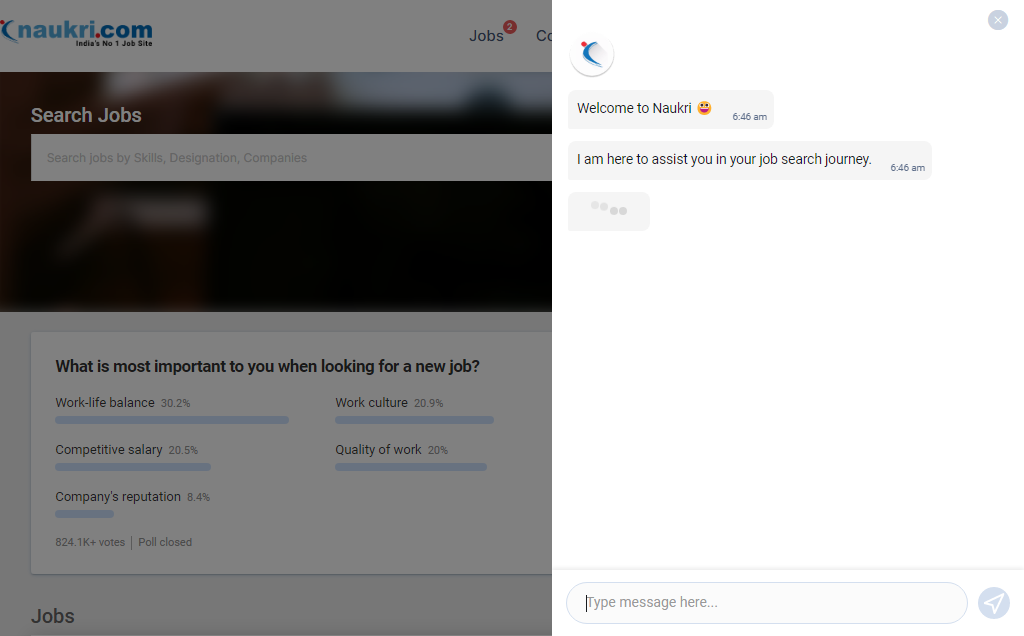 naukri.com
India's No 1 Job Site
Jobs 2
Co
Search Jobs
Search jobs by Skills, Designation, Companies
What is most important to you when looking for a new job?
Work-life balance 30.2%
Work culture 20.9%
Competitive salary 20.5%
Quality of work 20%
Company's reputation 8.4%
824.1K+ votes | Poll closed
Jobs
Welcome to Naukri 😃
6:46 am
I am here to assist you in your job search journey.
6:46 am
Type message here...